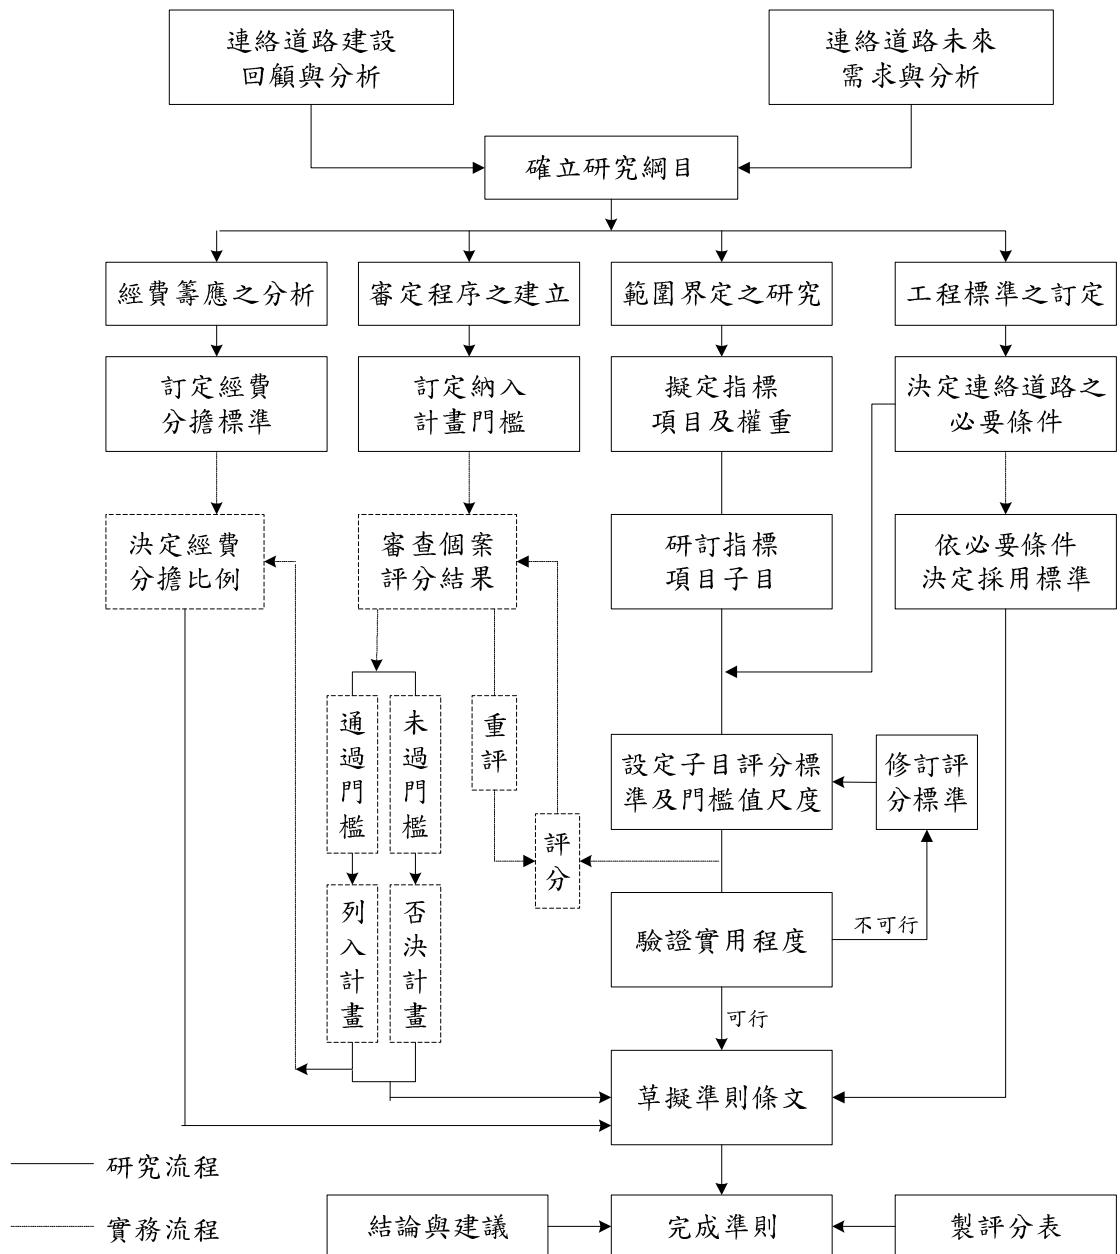 連絡道路建設
回顧與分析
連絡道路未來
需求與分析
確立研究綱目
經費籌應之分析
審定程序之建立
範圍界定之研究
工程標準之訂定
訂定經費
分擔標準
訂定納入
計畫門檻
擬定指標
項目及權重
決定連絡道路之
必要條件
決定經費
分擔比例
審查個案
評分結果
研訂指標
項目子目
依必要條件
決定採用標準
通過門檻
未過門檻
重評
設定子目評分標
準及門檻值尺度
修訂評
分標準
評分
列入計畫
否決計畫
驗證實用程度
不可行
可行
草擬準則條文
研究流程
實務流程
結論與建議
完成準則
製評分表